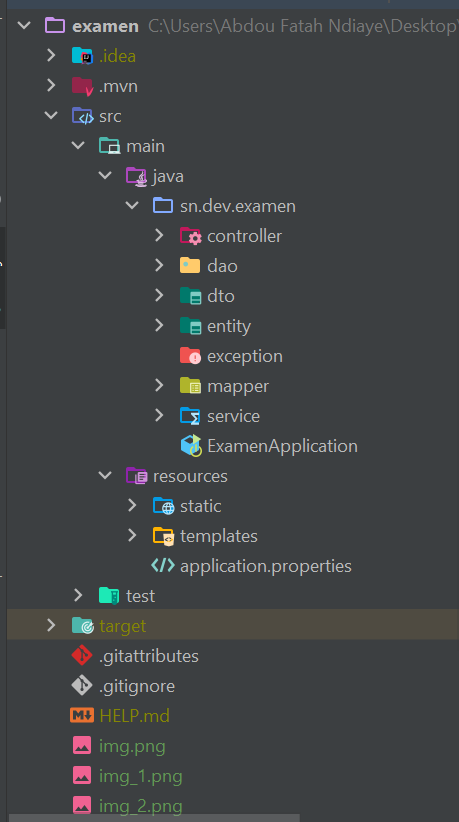 examen C:\Users\Abdou Fatah Ndiaye\Desktop\
.idea
.mvn
src
main
java
sn.dev.examen
controller
dao
dto
entity
exception
mapper
service
ExamenApplication
resources
static
templates
application.properties
test
target
.gitattributes
.gitignore
HELP.md
img.png
img_1.png
img_2.png